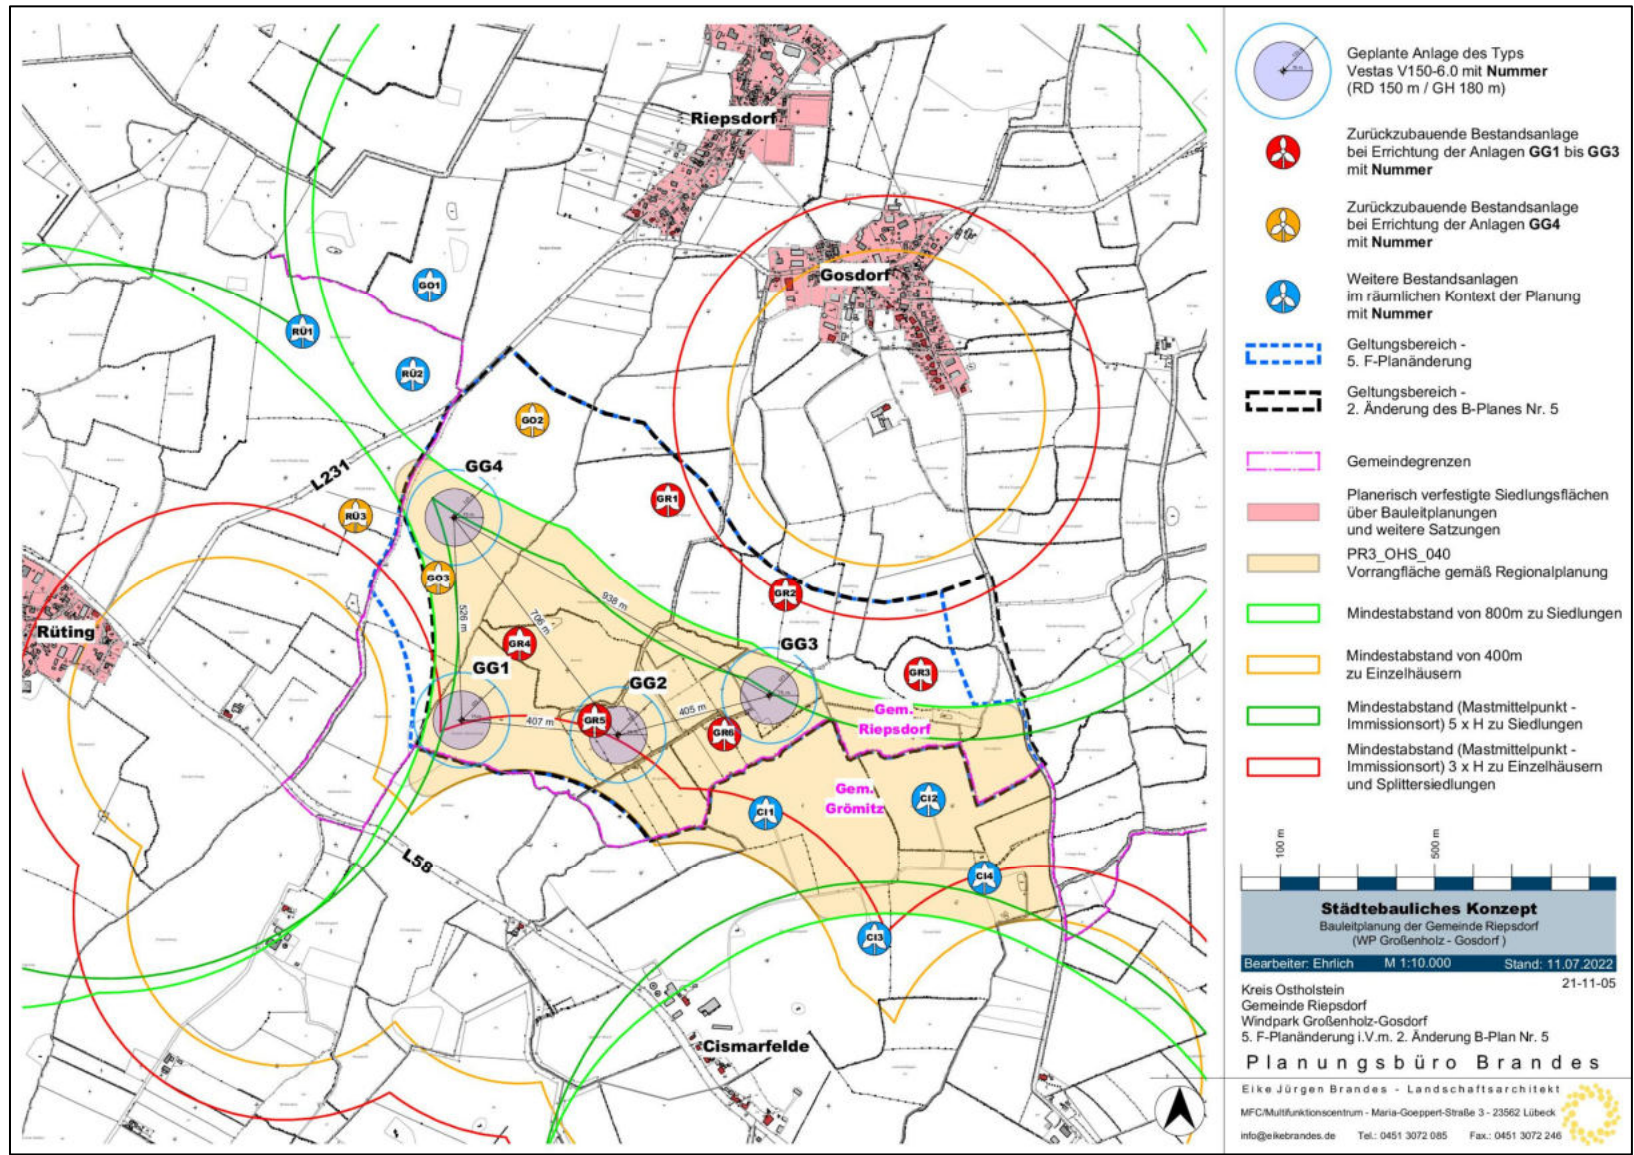 Riepsdorf
Gosdorf
GO1
RÜ1
RÜ2
GO2
L231
GG4
GR1
RÜ3
GO3
GR2
938 m
526 m
706 m
Rüting
GR4
GG3
GG1
GG2
GR3
405 m
Gem.
Riepsdorf
407 m
GR5
GR6
Gem.
Grömitz
CI1
CI2
L58
CI4
CI3
Cismarfelde
Geplante Anlage des Typs
Vestas V150-6.0 mit Nummer
(RD 150 m / GH 180 m)
Zurückzubauende Bestandsanlage
bei Errichtung der Anlagen GG1 bis GG3
mit Nummer
Zurückzubauende Bestandsanlage
bei Errichtung der Anlagen GG4
mit Nummer
Weitere Bestandsanlagen
im räumlichen Kontext der Planung
mit Nummer
Geltungsbereich -
5. F-Planänderung
Geltungsbereich -
2. Änderung des B-Planes Nr. 5
Gemeindegrenzen
Planerisch verfestigte Siedlungsflächen
über Bauleitplanungen
und weitere Satzungen
PR3_OHS_040
Vorrangfläche gemäß Regionalplanung
Mindestabstand von 800m zu Siedlungen
Mindestabstand von 400m
zu Einzelhäusern
Mindestabstand (Mastmittelpunkt -
Immissionsort) 5 x H zu Siedlungen
Mindestabstand (Mastmittelpunkt -
Immissionsort) 3 x H zu Einzelhäusern
und Splittersiedlungen
100 m
500 m
Städtebauliches Konzept
Bauleitplanung der Gemeinde Riepsdorf
(WP Großenholz - Gosdorf )
Bearbeiter: Ehrlich M 1:10.000 Stand: 11.07.2022
21-11-05
Kreis Ostholstein
Gemeinde Riepsdorf
Windpark Großenholz-Gosdorf
5. F-Planänderung i.V.m. 2. Änderung B-Plan Nr. 5
Planungsbüro Brandes
Eike Jürgen Brandes - Landschaftsarchitekt
MFC/Multifunktionscentrum - Maria-Goeppert-Straße 3 - 23562 Lübeck
info@eikebrandes.de Tel.: 0451 3072 085 Fax.: 0451 3072 246